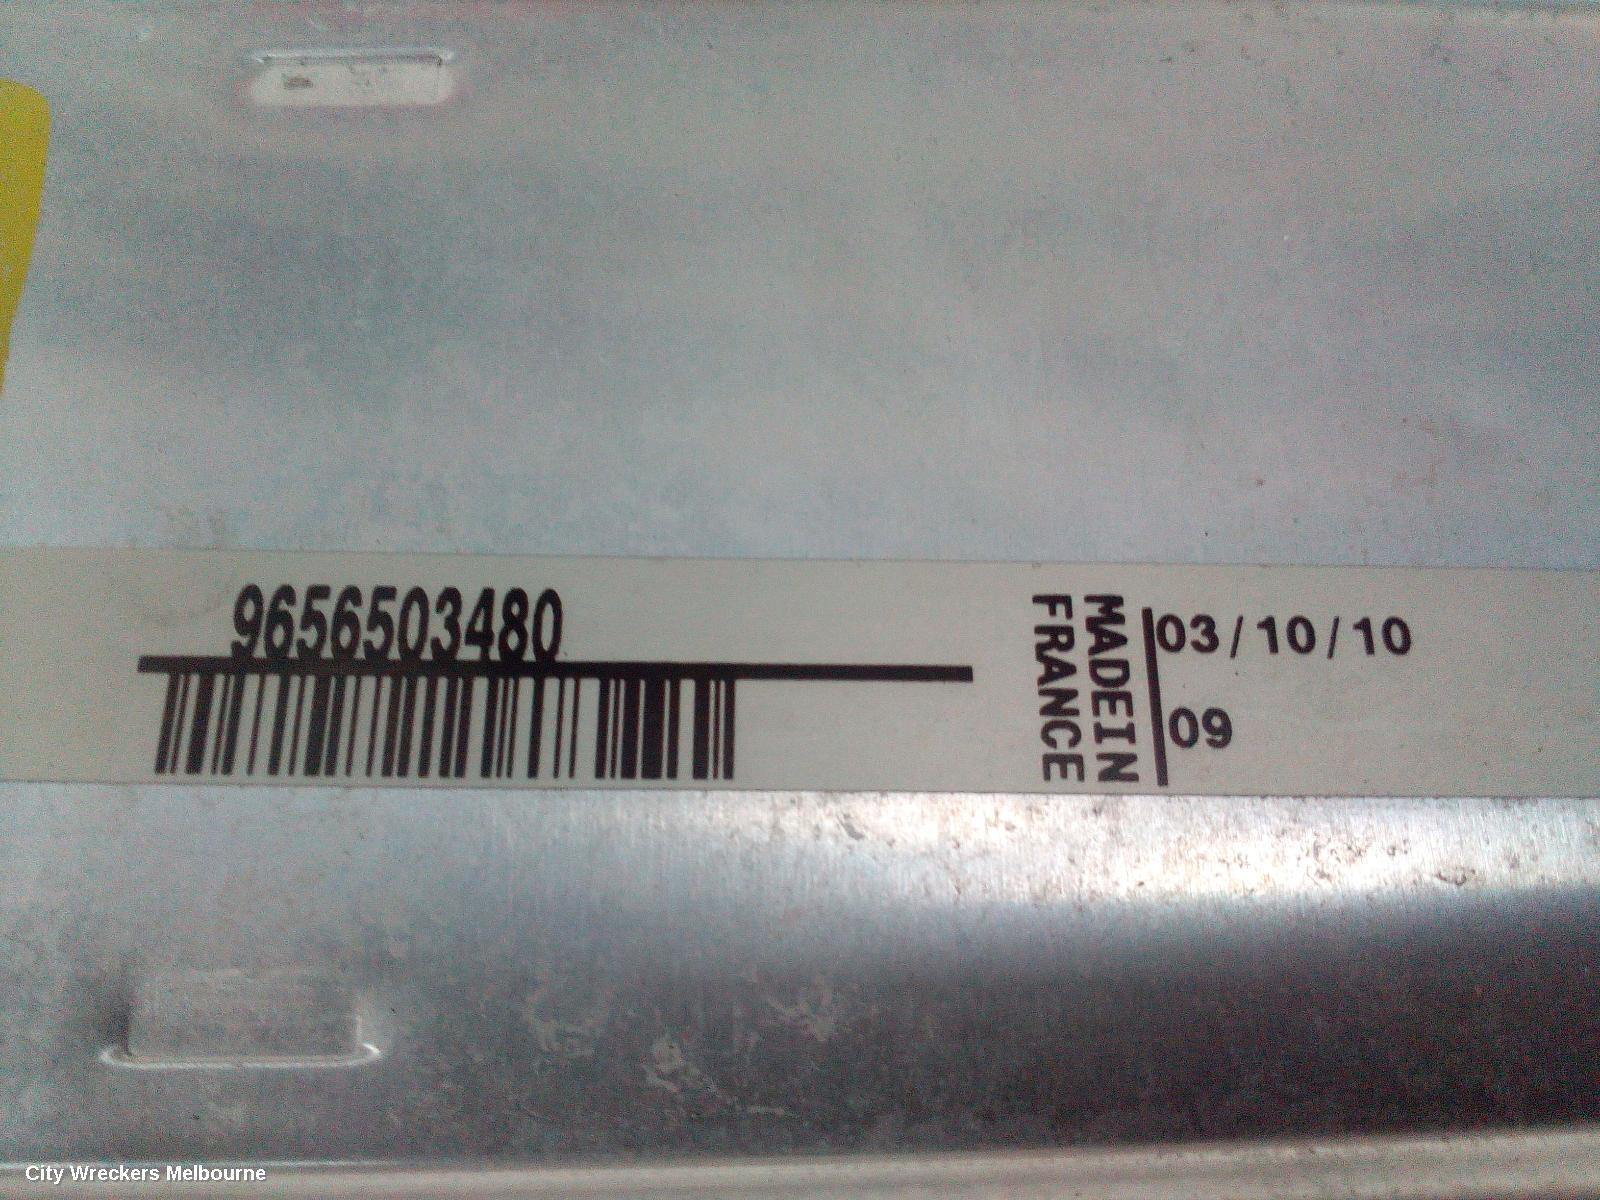 9656503480
MADE IN
FRANCE
03/10/10
09
City Wreckers Melbourne